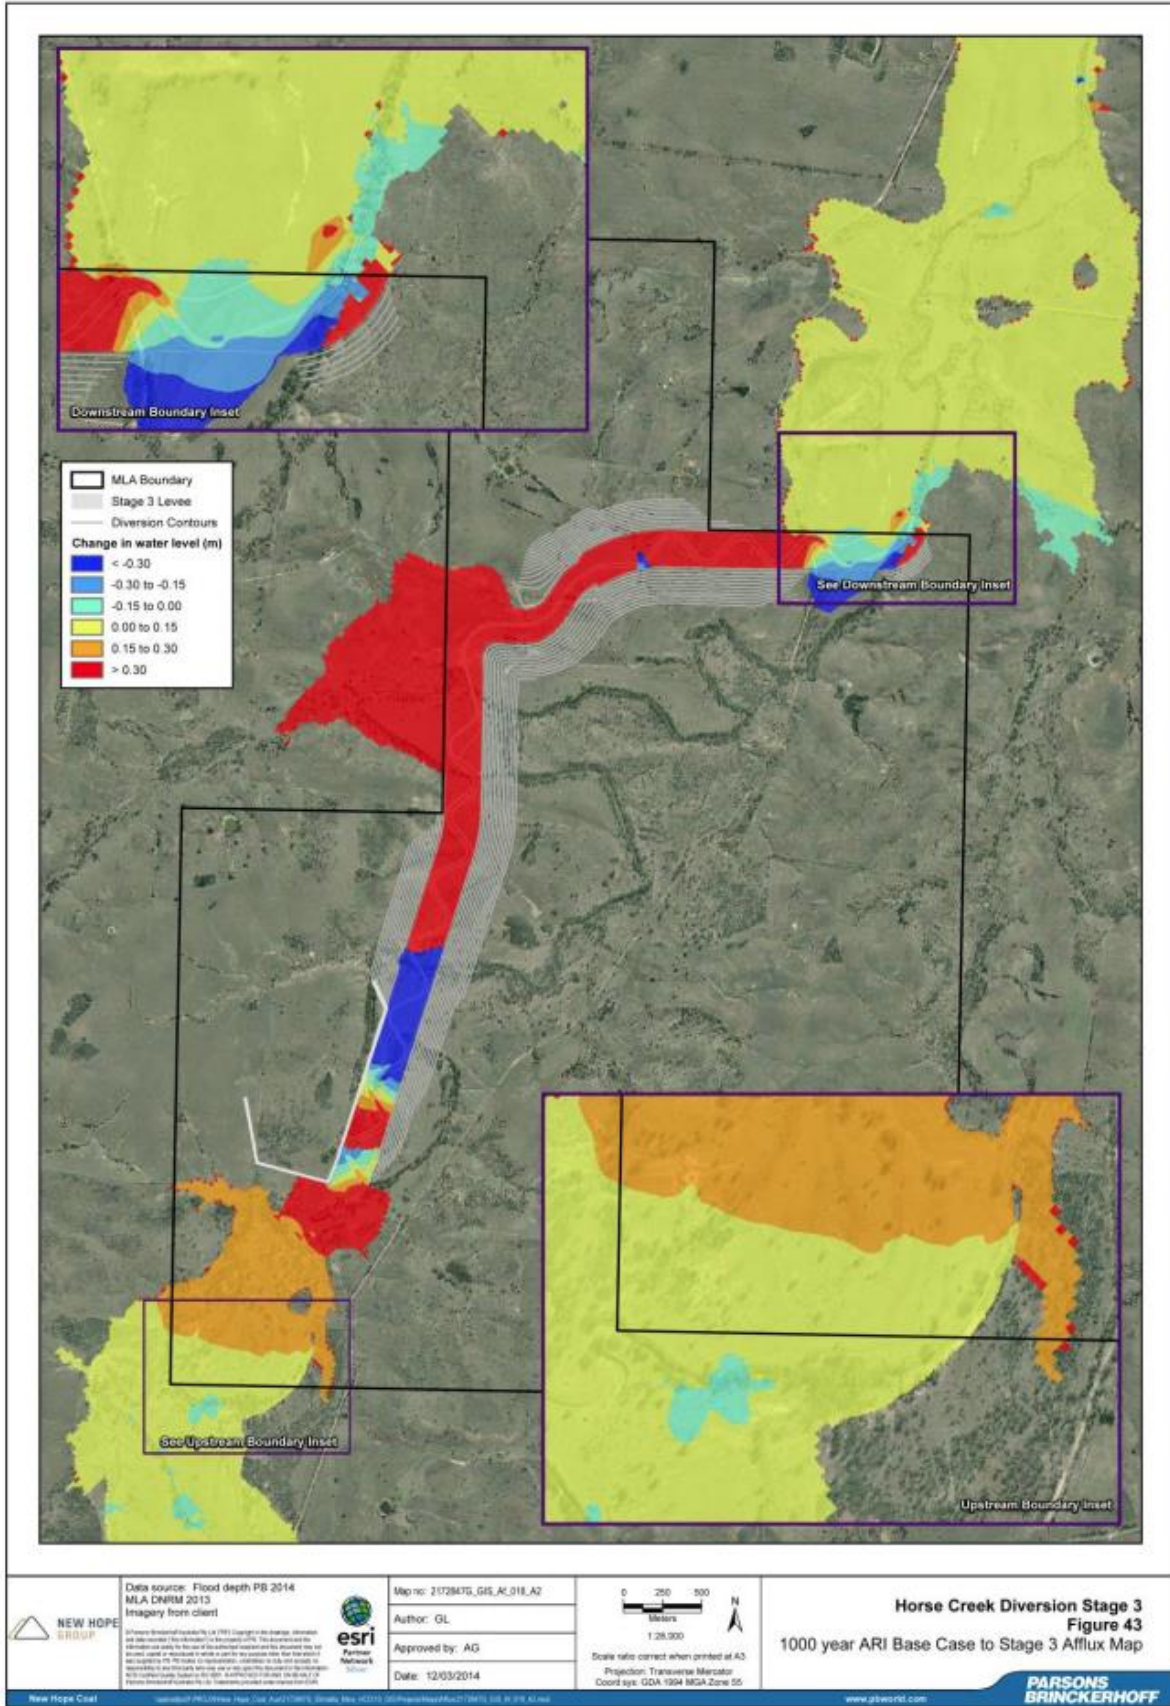 Downstream Boundary Inset
MLA Boundary
Stage 3 Levee
Diversion Contours
Change in water level (m)
< -0.30
-0.30 to -0.15
-0.15 to 0.00
0.00 to 0.15
0.15 to 0.30
> 0.30
See Downstream Boundary Inset
See Upstream Boundary Inset
Upstream Boundary Inset
NEW HOPE
GROUP
Data source: Flood depth PB 2014
MLA DNRM 2013
Imagery from client
esri
Partner
Network
Silver
Map no: 2172847G_GIS_Af_018_A2
Author: GL
Approved by: AG
Date: 12/03/2014
0 250 500
Meters
N
1:28,000
Scale ratio correct when printed at A3
Projection: Transverse Mercator
Coord sys: GDA 1994 MGA Zone 55
Horse Creek Diversion Stage 3
Figure 43
1000 year ARI Base Case to Stage 3 Afflux Map
New Hope Coal
www.pbworld.com
PARSONS
BRINCKERHOFF